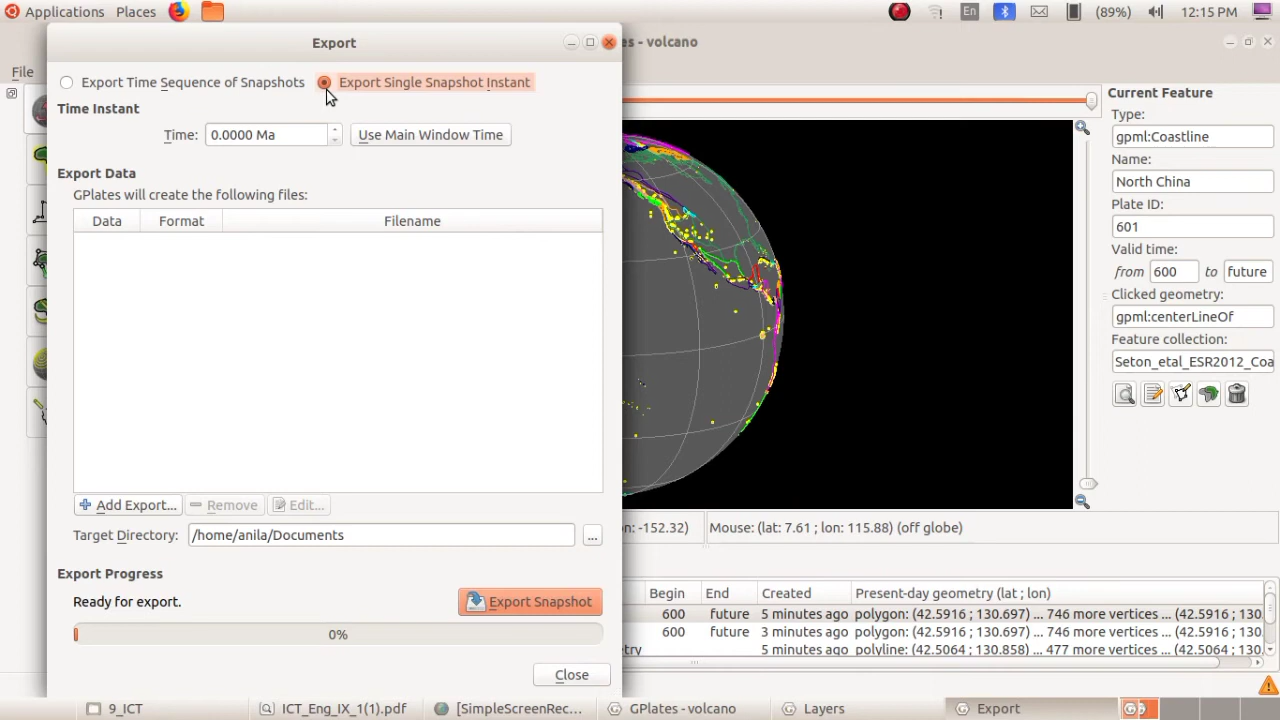 Applications Places En (89%) 12:15 PM
Export
es - volcano
File
Export Time Sequence of Snapshots Export Single Snapshot Instant
Time Instant
Time: 0.0000 Ma Use Main Window Time
Export Data
GPlates will create the following files:
Data Format Filename
Add Export... Remove Edit...
Target Directory: /home/anila/Documents ...
Export Progress
Ready for export. Export Snapshot
0%
Close
Current Feature
Type:
gpml:Coastline
Name:
North China
Plate ID:
601
Valid time:
from 600 to future
Clicked geometry:
gpml:centerLineOf
Feature collection:
Seton_etal_ESR2012_Coa
on: -152.32) Mouse: (lat: 7.61 ; lon: 115.88) (off globe)
Begin End Created Present-day geometry (lat ; lon)
600 future 5 minutes ago polygon: (42.5916 ; 130.697) ... 746 more vertices ... (42.5916 ; 130
600 future 3 minutes ago polygon: (42.5916 ; 130.697) ... 746 more vertices ... (42.5916 ; 130
metry 5 minutes ago polyline: (42.5064 ; 130.858) ... 477 more vertices ... (42.5064 ; 130
9_ICT ICT_Eng_IX_1(1).pdf [SimpleScreenRec... GPlates - volcano Layers Export